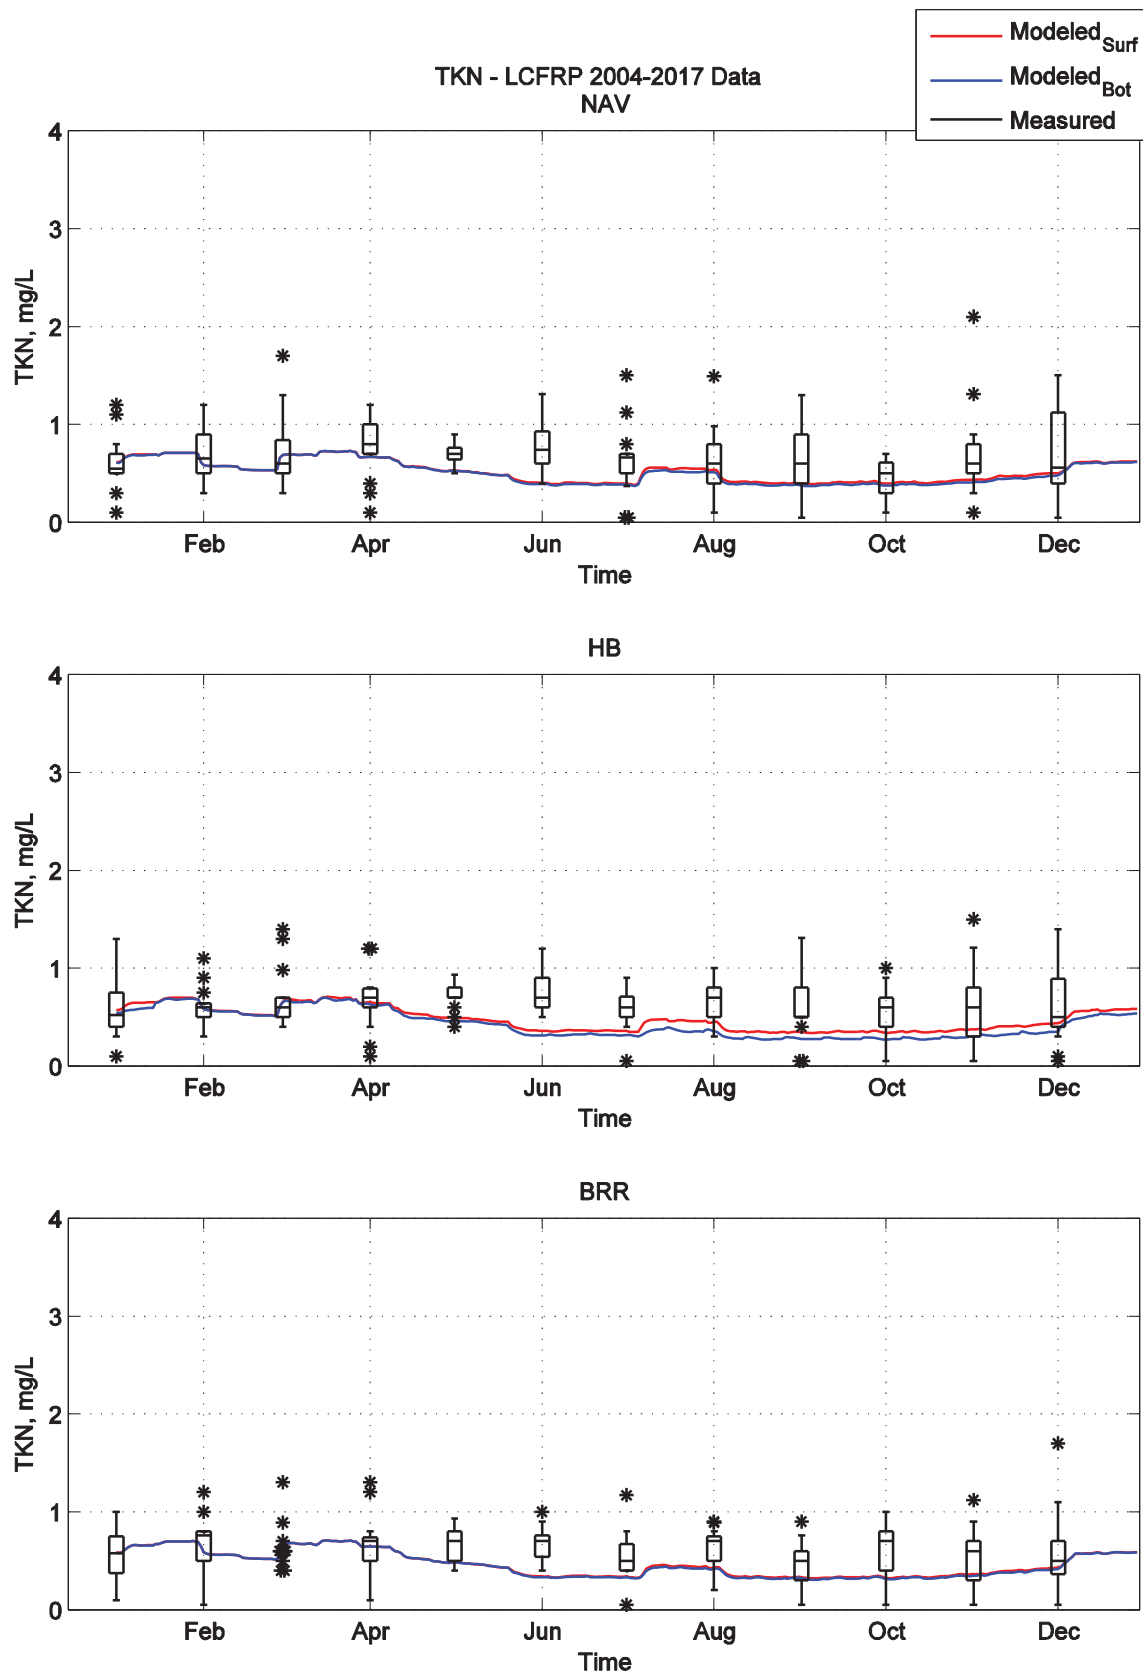 Modeled_Surf
Modeled_Bot
Measured
TKN - LCFRP 2004-2017 Data
NAV
4
3
2
1
0
TKN, mg/L
Feb Apr Jun Aug Oct Dec
Time
HB
4
3
2
1
0
TKN, mg/L
Feb Apr Jun Aug Oct Dec
Time
BRR
4
3
2
1
0
TKN, mg/L
Feb Apr Jun Aug Oct Dec
Time